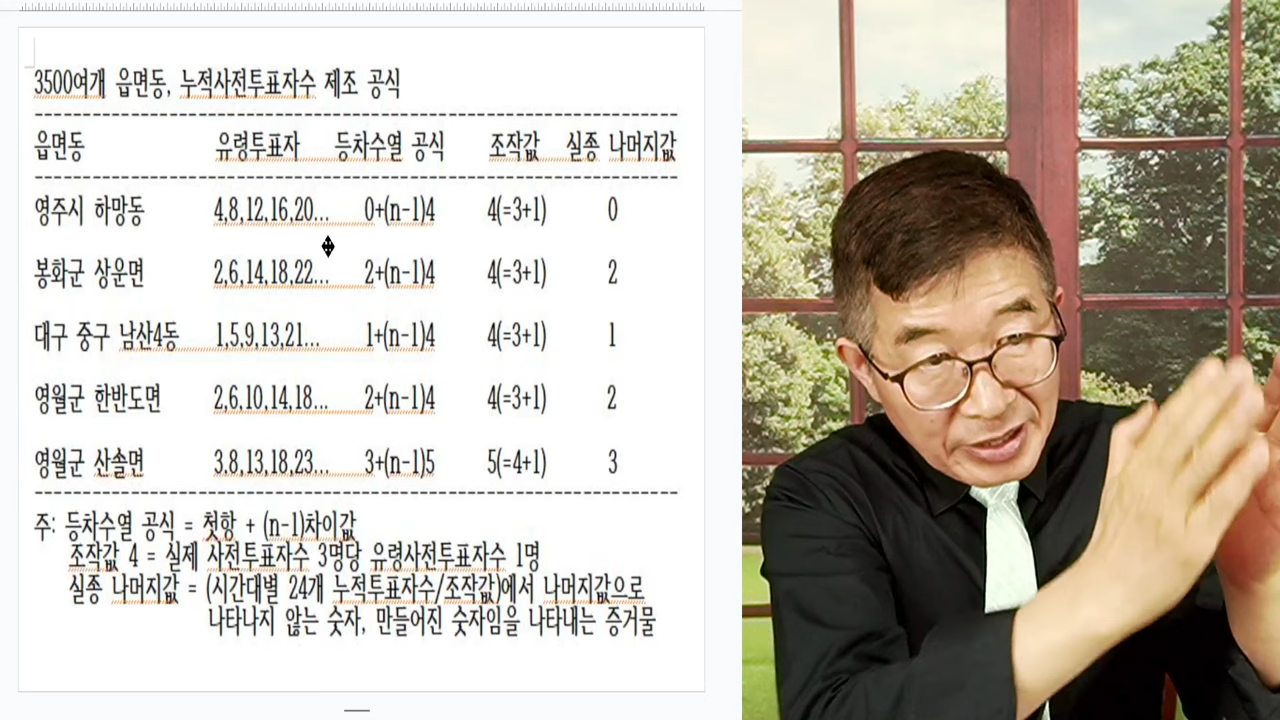 3500여개 읍면동, 누적사전투표자수 제조 공식
읍면동 유령투표자 등차수열 공식 조작값 실종 나머지값
영주시 하망동 4,8,12,16,20... 0+(n-1)4 4(=3+1) 0
봉화군 상운면 2,6,14,18,22... 2+(n-1)4 4(=3+1) 2
대구 중구 남산4동 1,5,9,13,21... 1+(n-1)4 4(=3+1) 1
영월군 한반도면 2,6,10,14,18... 2+(n-1)4 4(=3+1) 2
영월군 산솔면 3.8,13,18,23... 3+(n-1)5 5(=4+1) 3
주: 등차수열 공식 = 첫항 + (n-1)차이값
조작값 4 = 실제 사전투표자수 3명당 유령사전투표자수 1명
실종 나머지값 = (시간대별 24개 누적투표자수/조작값)에서 나머지값으로
나타나지 않는 숫자, 만들어진 숫자임을 나타내는 증거물